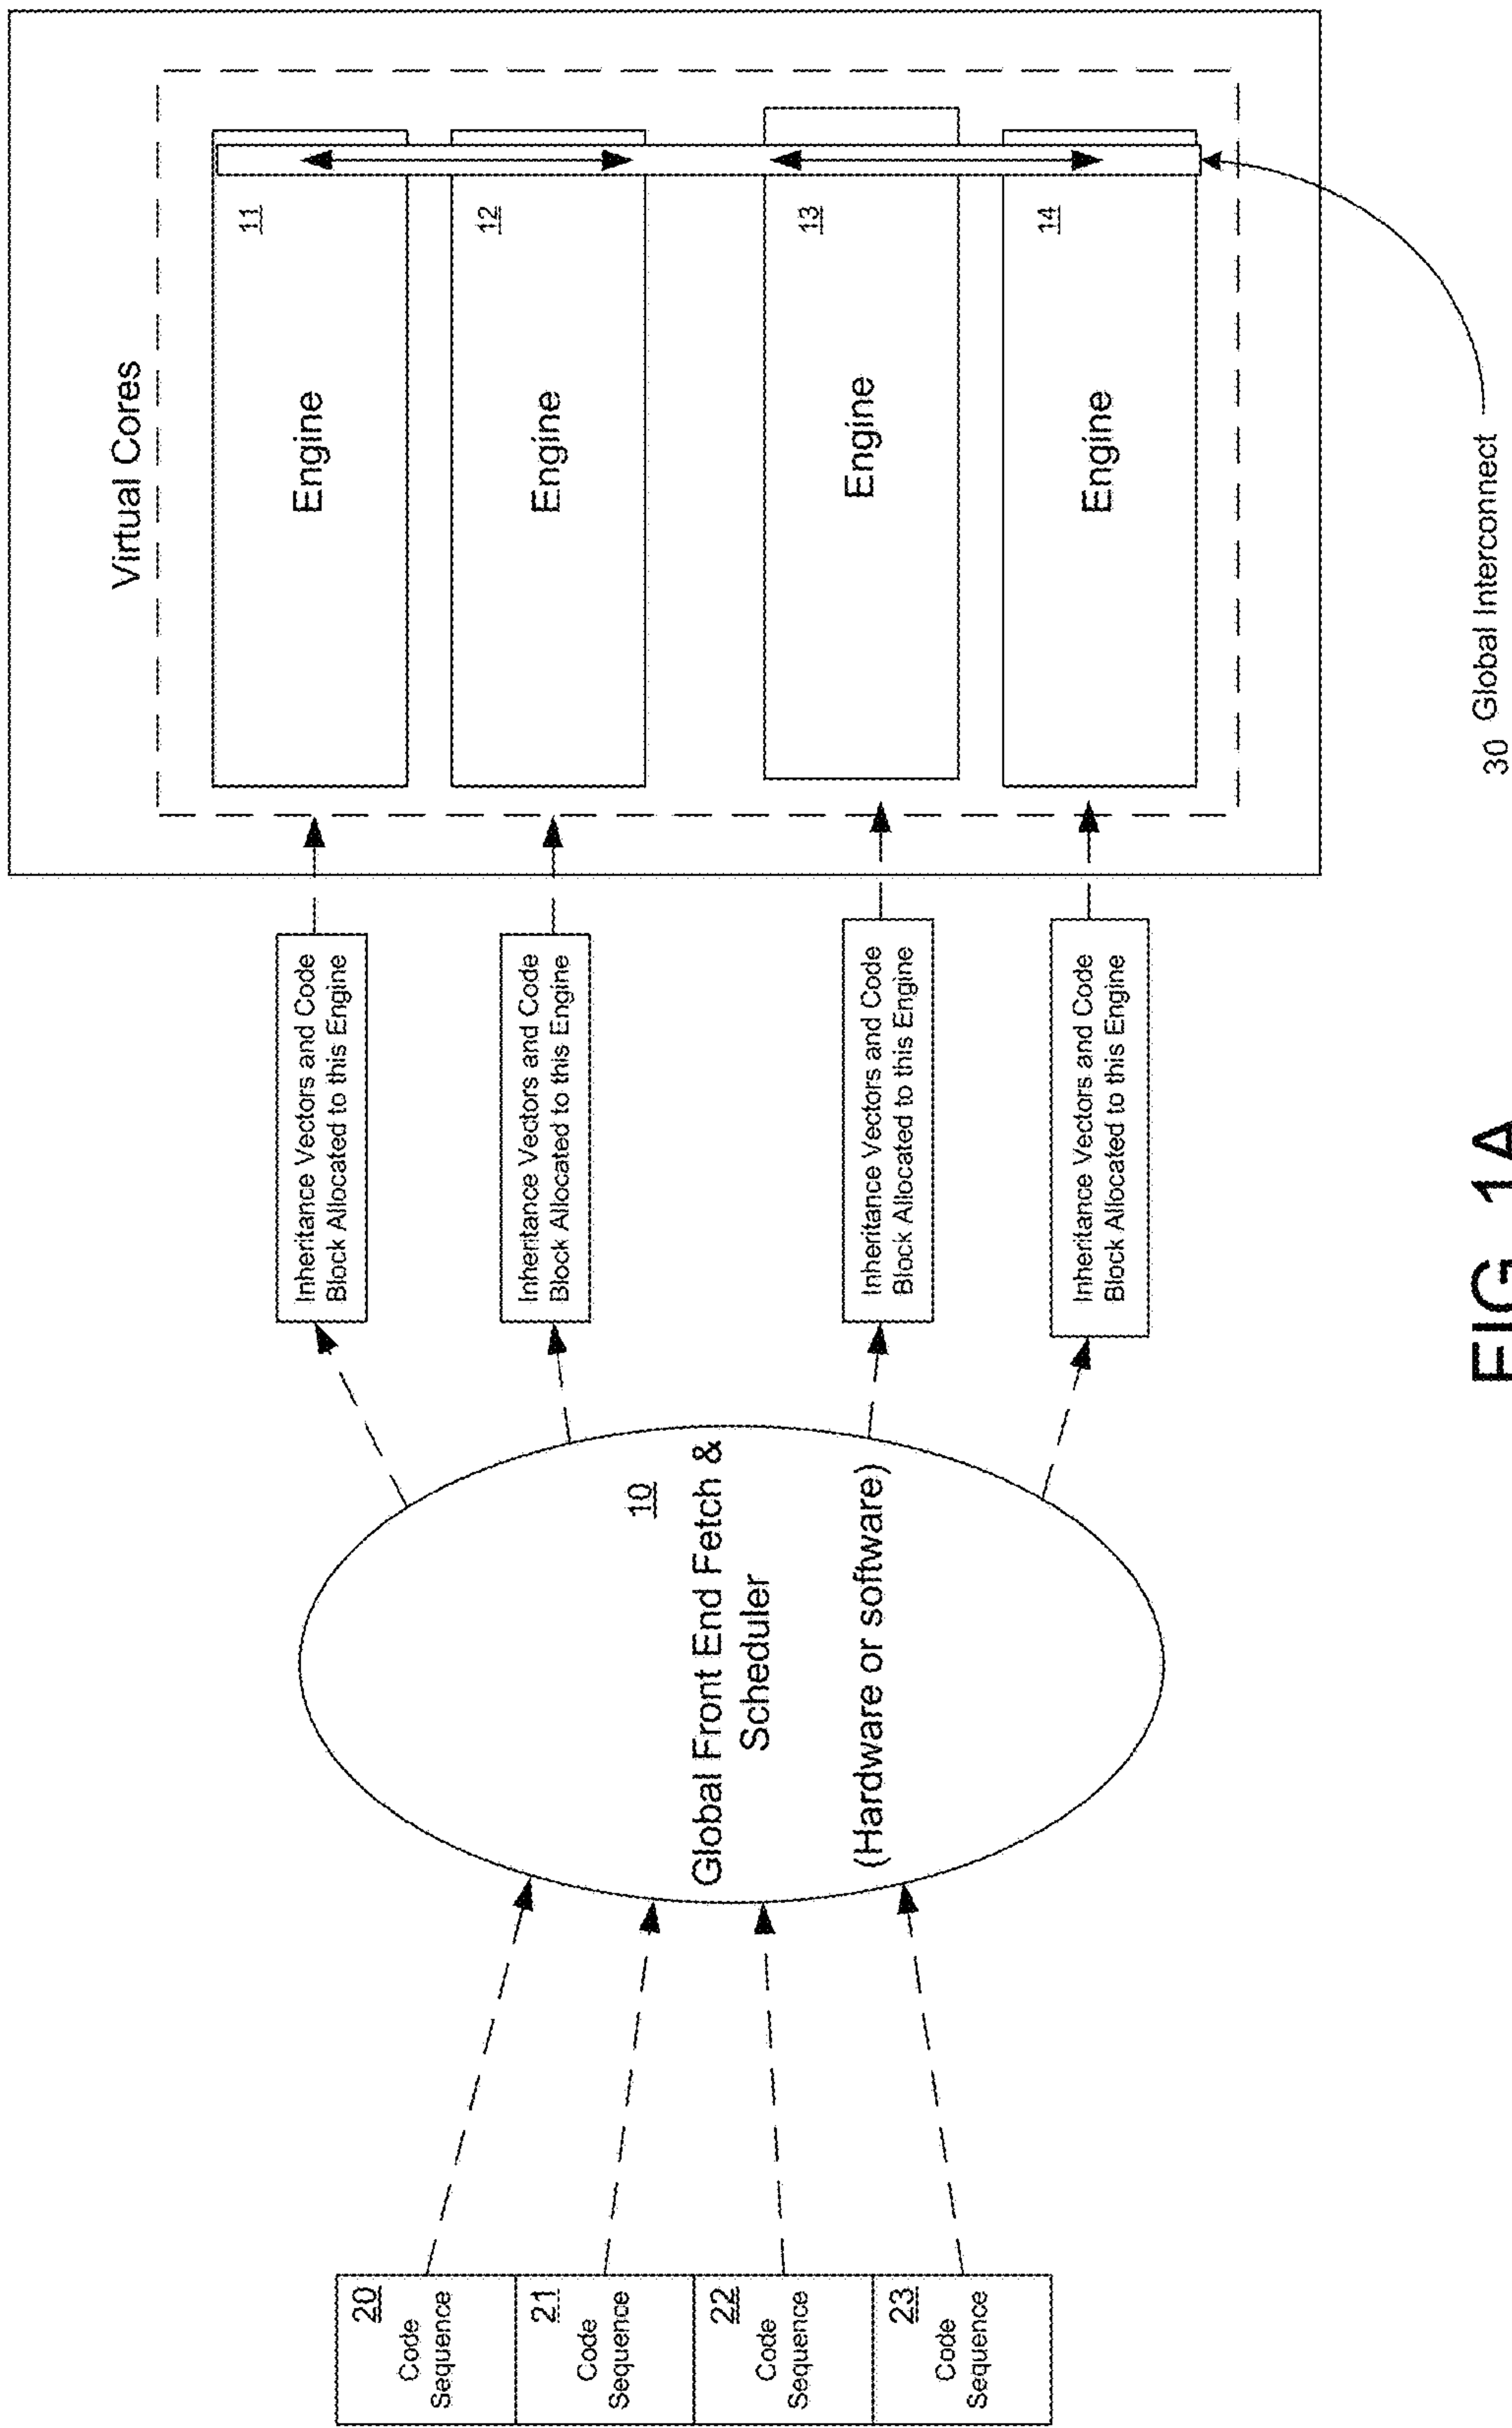 20
Code
Sequence
21
Code
Sequence
22
Code
Sequence
23
Code
Sequence
10
Global Front End Fetch &
Scheduler
(Hardware or software)
Inheritance Vectors and Code
Block Allocated to this Engine
Inheritance Vectors and Code
Block Allocated to this Engine
Inheritance Vectors and Code
Block Allocated to this Engine
Inheritance Vectors and Code
Block Allocated to this Engine
Virtual Cores
11
Engine
12
Engine
13
Engine
14
Engine
30 Global Interconnect
FIG. 1A